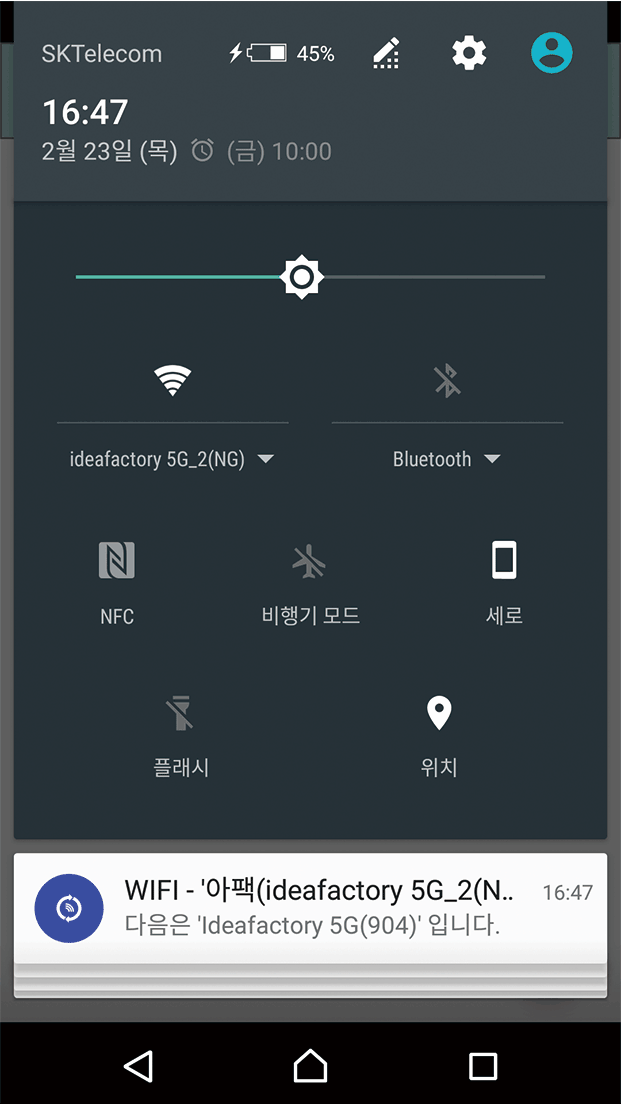 SKTelecom 45%
16:47
2월 23일 (목) (금) 10:00
ideafactory 5G_2(NG) Bluetooth
NFC 비행기 모드 세로
플래시 위치
WIFI - '아팩(ideafactory 5G_2(N.. 16:47
다음은 'Ideafactory 5G(904)' 입니다.